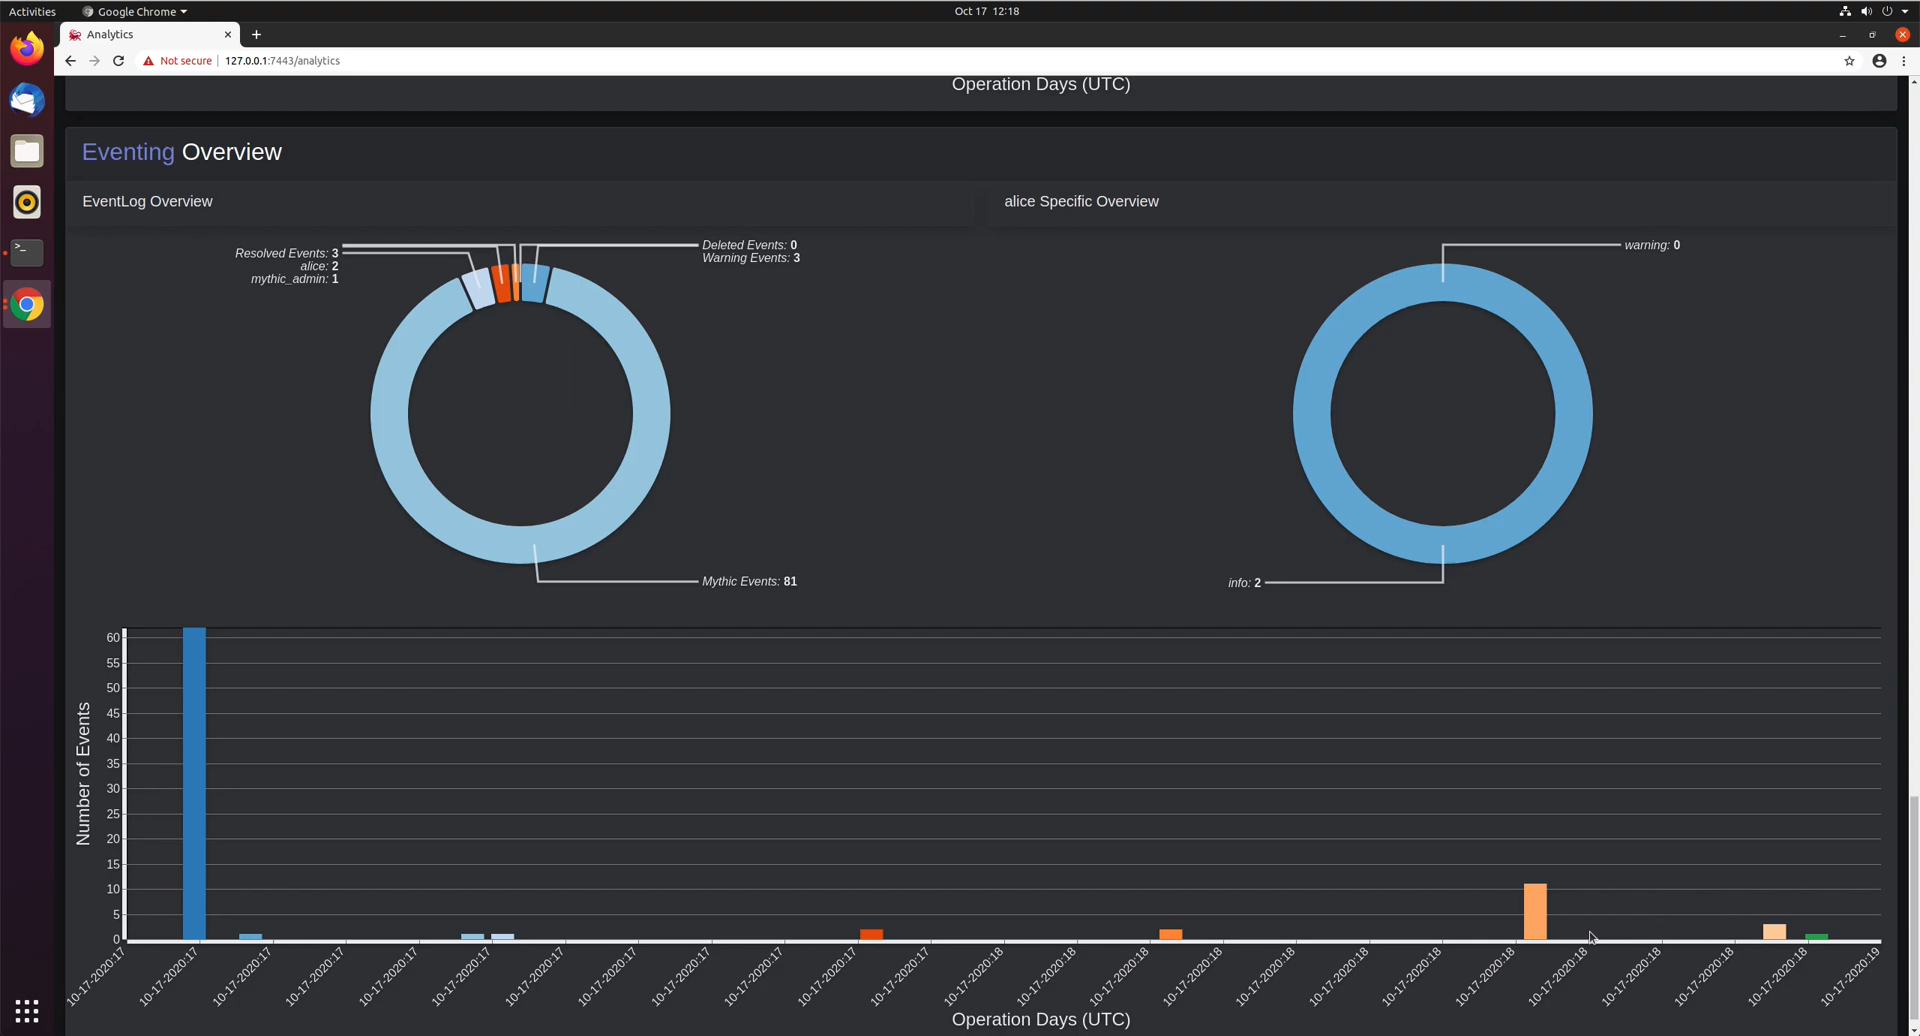 Activities
Google Chrome
Oct 17 12:18
Analytics
Not secure
127.0.0.1:7443/analytics
Operation Days (UTC)
Eventing Overview
EventLog Overview
alice Specific Overview
Resolved Events: 3
alice: 2
mythic_admin: 1
Deleted Events: 0
Warning Events: 3
Mythic Events: 81
warning: 0
info: 2
Number of Events
60
55
50
45
40
35
30
25
20
15
10
5
0
10-17-2020:17
10-17-2020:17
10-17-2020:17
10-17-2020:17
10-17-2020:17
10-17-2020:17
10-17-2020:17
10-17-2020:17
10-17-2020:17
10-17-2020:17
10-17-2020:17
10-17-2020:17
10-17-2020:18
10-17-2020:18
10-17-2020:18
10-17-2020:18
10-17-2020:18
10-17-2020:18
10-17-2020:18
10-17-2020:18
10-17-2020:18
10-17-2020:18
10-17-2020:18
10-17-2020:18
10-17-2020:19
Operation Days (UTC)